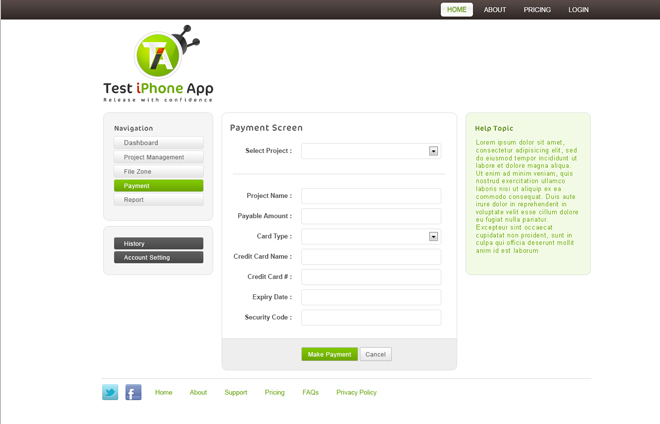 HOME ABOUT PRICING LOGIN
TiA
Test iPhone App
Release with confidence
Navigation
Dashboard
Project Management
File Zone
Payment
Report
History
Account Setting
Payment Screen
Select Project :
Project Name :
Payable Amount :
Card Type :
Credit Card Name :
Credit Card # :
Expiry Date :
Security Code :
Make Payment Cancel
Help Topic
Lorem ipsum dolor sit amet,
consectetur adipisicing elit, sed
do eiusmod tempor incididunt ut
labore et dolore magna aliqua.
Ut enim ad minim veniam, quis
nostrud exercitation ullamco
laboris nisi ut aliquip ex ea
commodo consequat. Duis aute
irure dolor in reprehenderit in
voluptate velit esse cillum dolore
eu fugiat nulla pariatur.
Excepteur sint occaecat
cupidatat non proident, sunt in
culpa qui officia deserunt mollit
anim id est laborum
Home About Support Pricing FAQs Privacy Policy